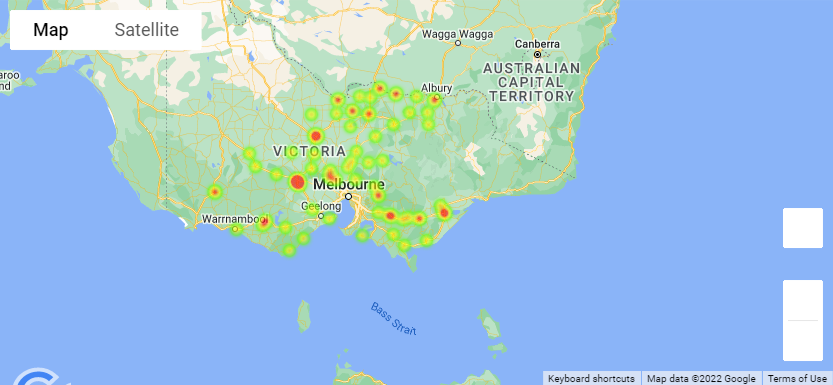 Map
Satellite
Wagga Wagga
Canberra
AUSTRALIAN
CAPITAL
TERRITORY
Albury
VICTORIA
Melbourne
Geelong
Warrnambool
Bass Strait
Keyboard shortcuts
Map data ©2022 Google
Terms of Use